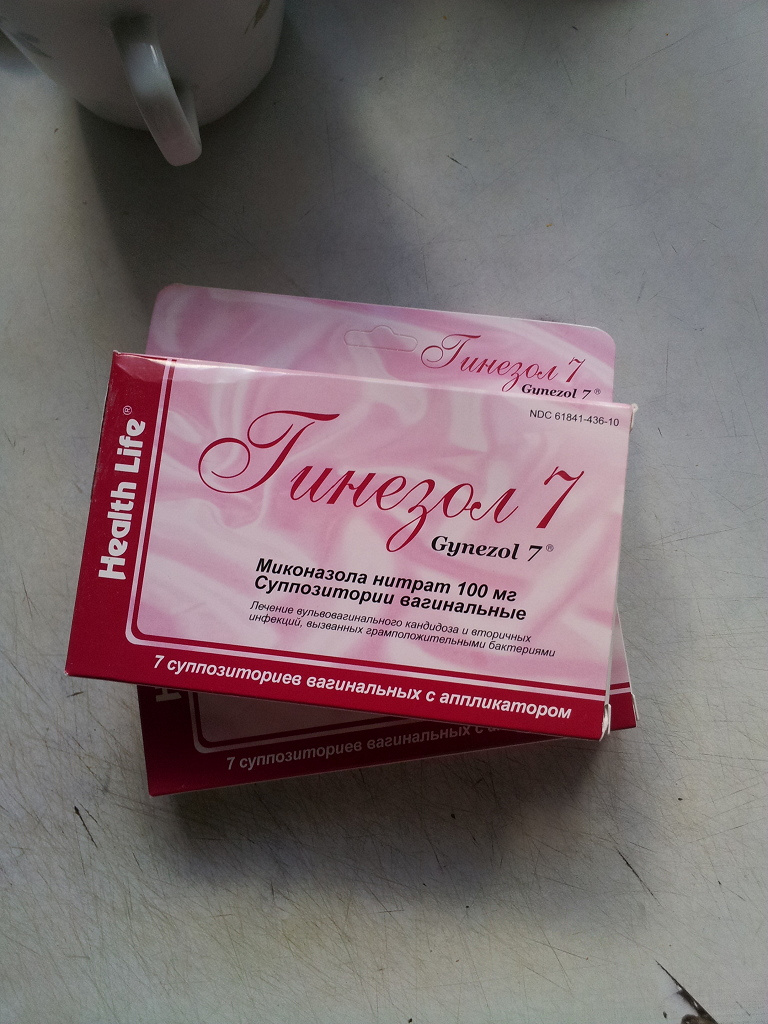 Гинезол 7
Gynezol 7®
NDC 61841-436-10
Health Life®
Гинезол 7
Gynezol 7®
Миконазола нитрат 100 мг
Суппозитории вагинальные
Лечение вульвовагинального кандидоза и вторичных
инфекций, вызванных грамположительными бактериями
7 суппозиториев вагинальных с аппликатором
7 суппозиториев вагинальных с